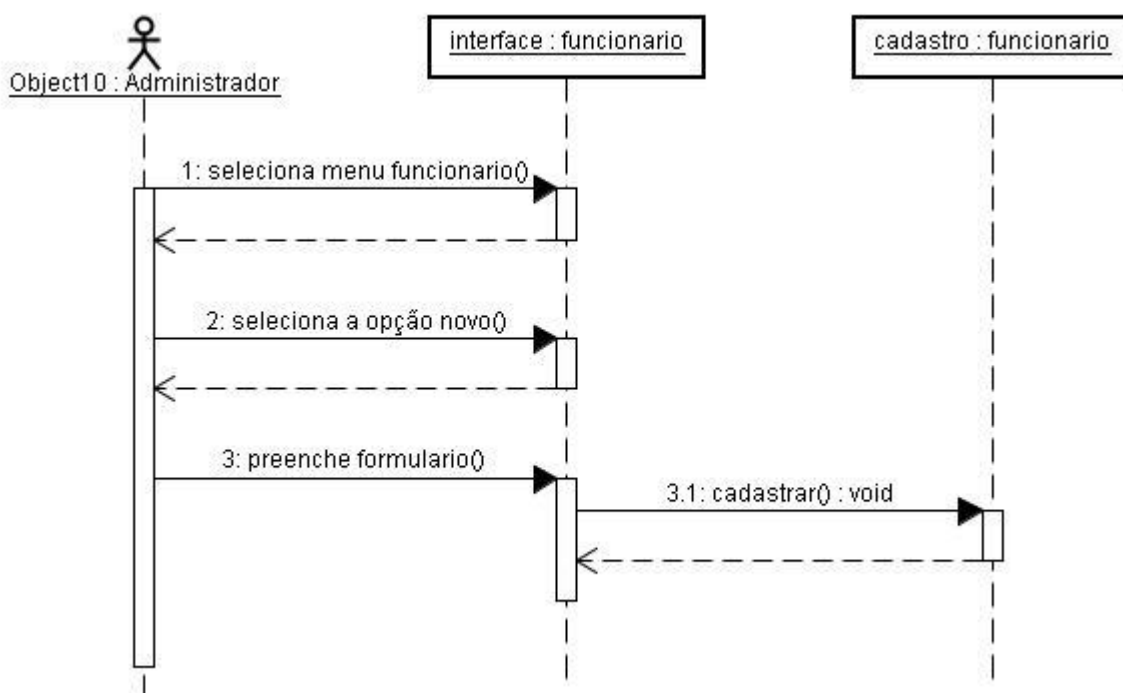 Object10 : Administrador
interface : funcionario
cadastro : funcionario
1: seleciona menu funcionario()
2: seleciona a opção novo()
3: preenche formulario()
3.1: cadastrar() : void